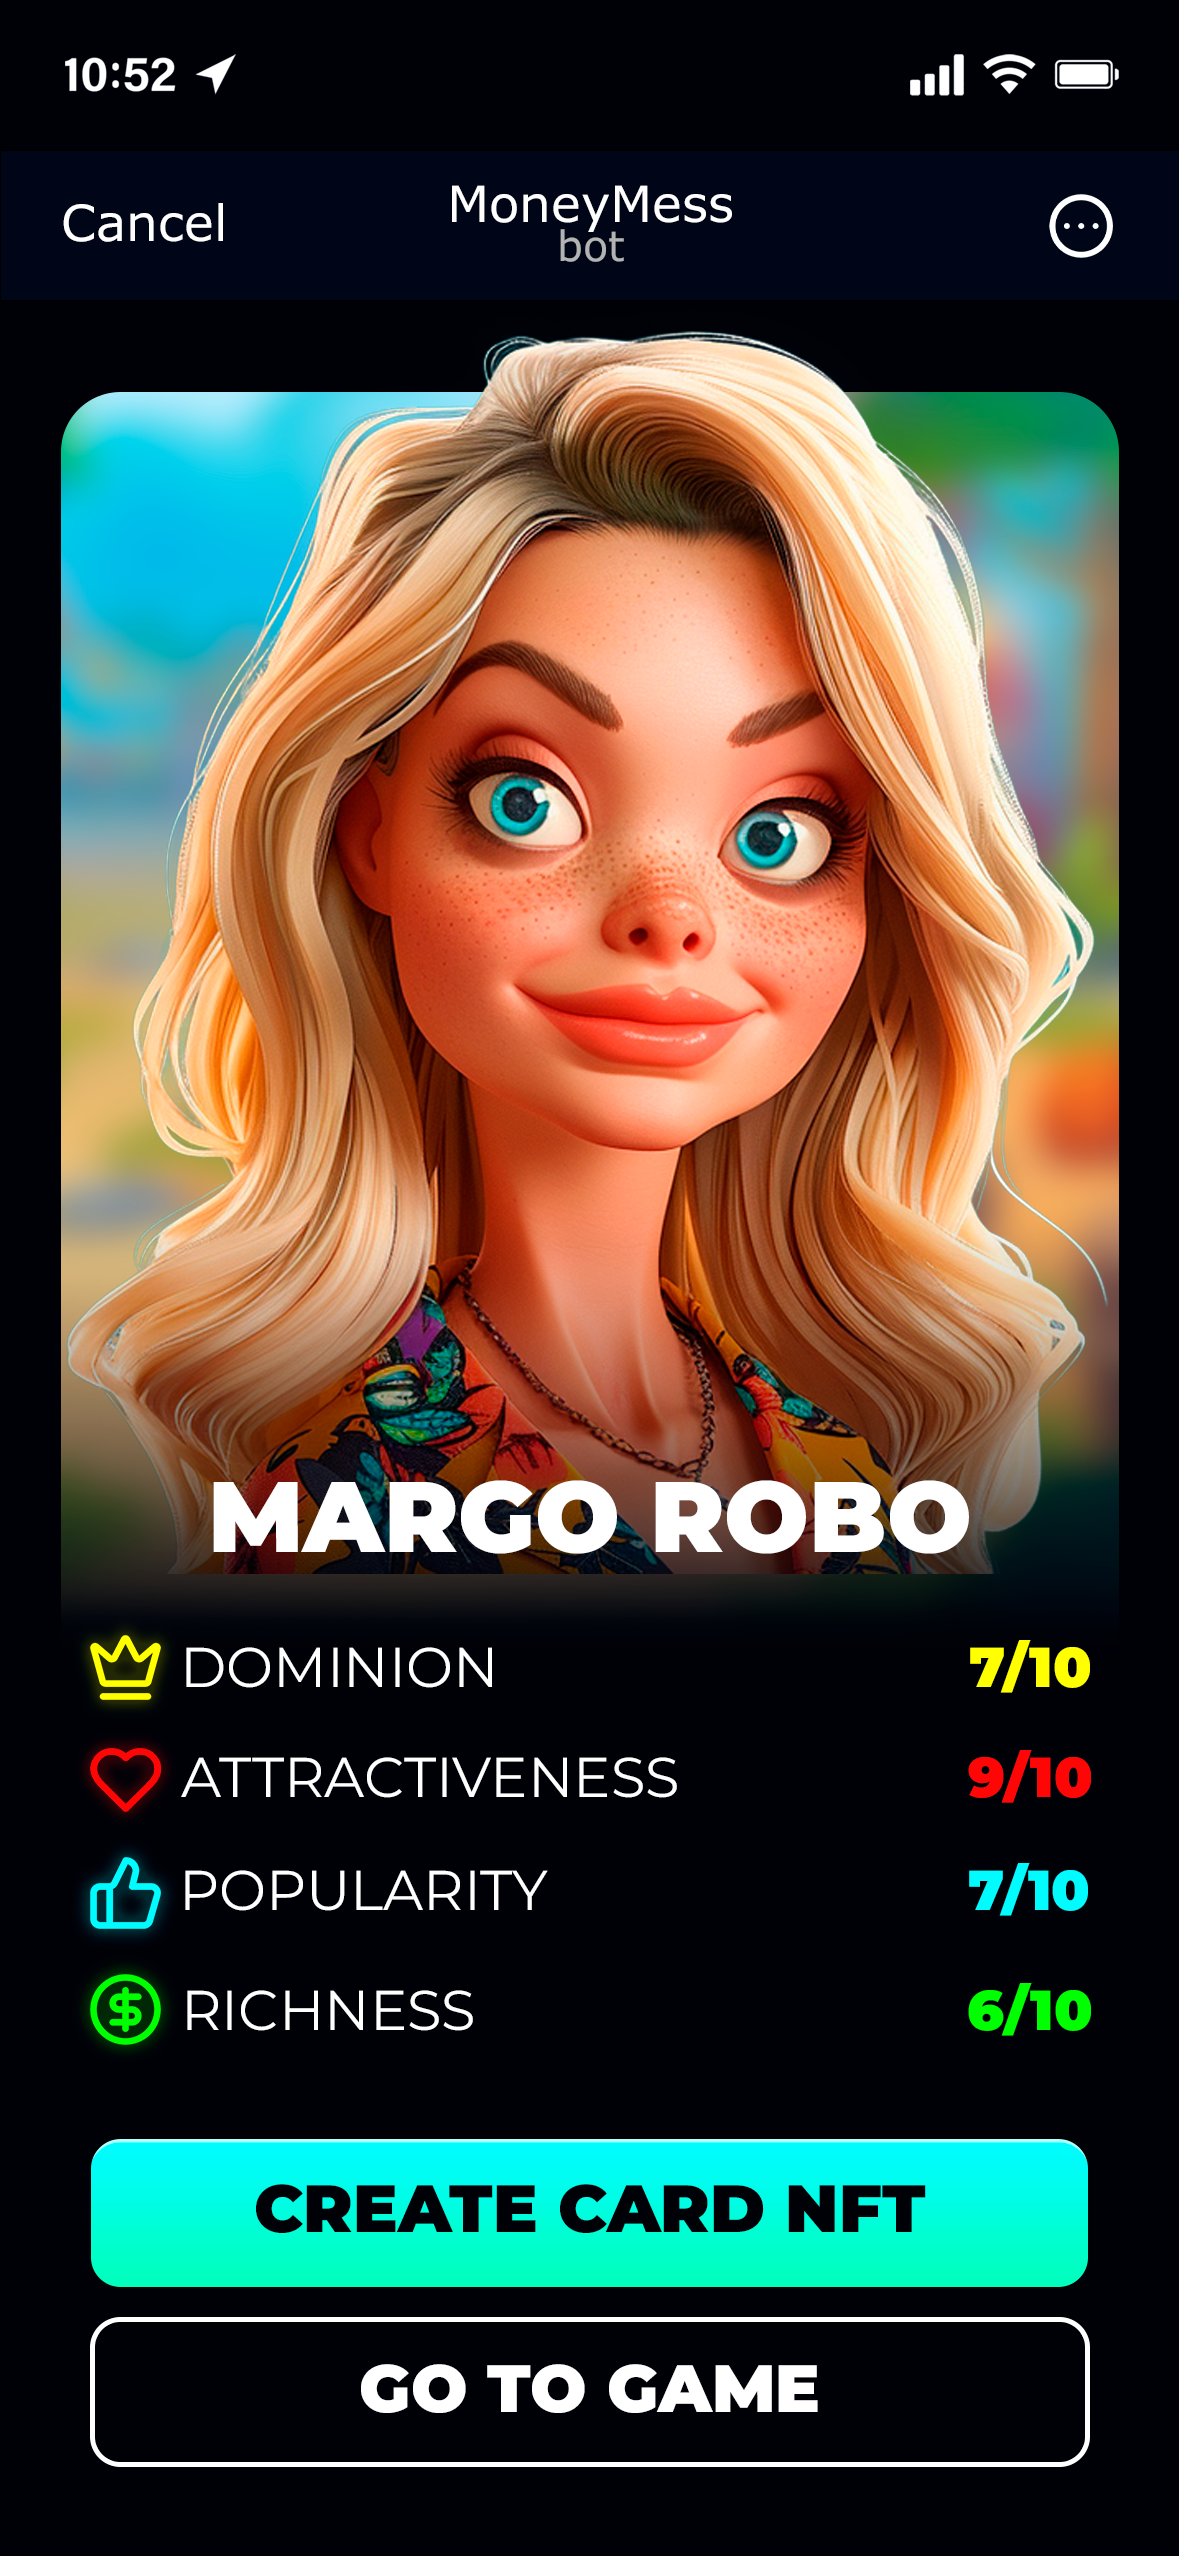 10:52
Cancel
MoneyMess
bot
MARGO ROBO
DOMINION 7/10
ATTRACTIVENESS 9/10
POPULARITY 7/10
RICHNESS 6/10
CREATE CARD NFT
GO TO GAME